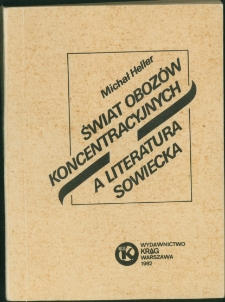 Michał Heller
ŚWIAT OBOZÓW
KONCENTRACYJNYCH
A LITERATURA
SOWIECKA
K
WYDAWNICTWO
KRĄG
WARSZAWA
1982